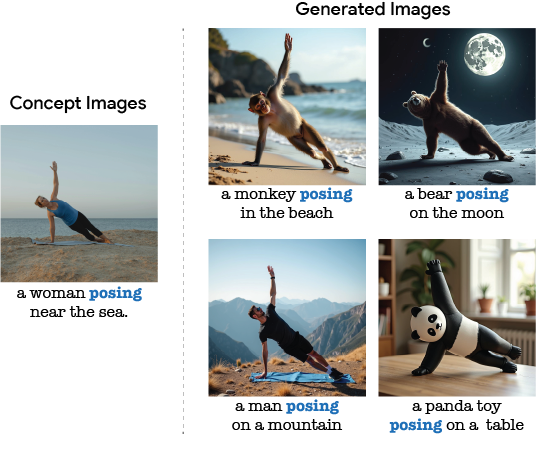 Generated Images
Concept Images
a woman posing
near the sea.
a monkey posing
in the beach
a bear posing
on the moon
a man posing
on a mountain
a panda toy
posing on a table